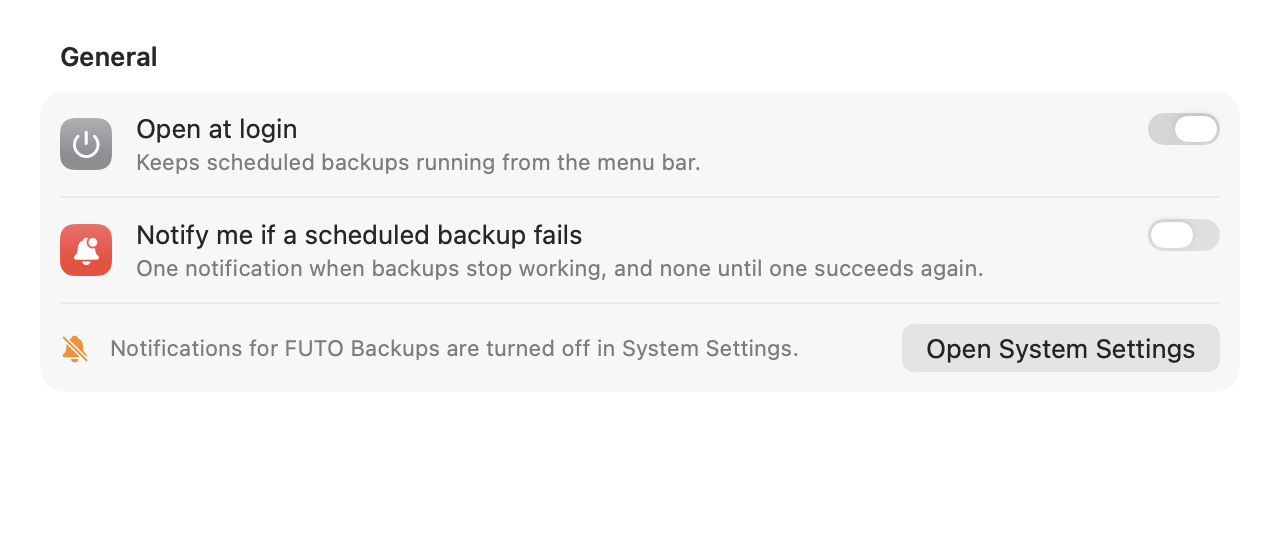 General
Open at login
Keeps scheduled backups running from the menu bar.
Notify me if a scheduled backup fails
One notification when backups stop working, and none until one succeeds again.
Notifications for FUTO Backups are turned off in System Settings.
Open System Settings